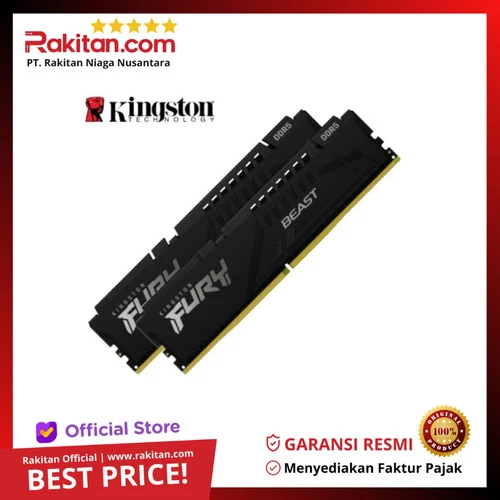 Rakitan.com
PT. Rakitan Niaga Nusantara
Kingston
TECHNOLOGY
DDR5
DDR5
BEAST
KINGSTON
FURY
KINGSTON
FURY
Official Store
Rakitan Official | www.rakitan.com
BEST PRICE!
GARANSI RESMI
Menyediakan Faktur Pajak
ORIGINAL
100%
PRODUCT